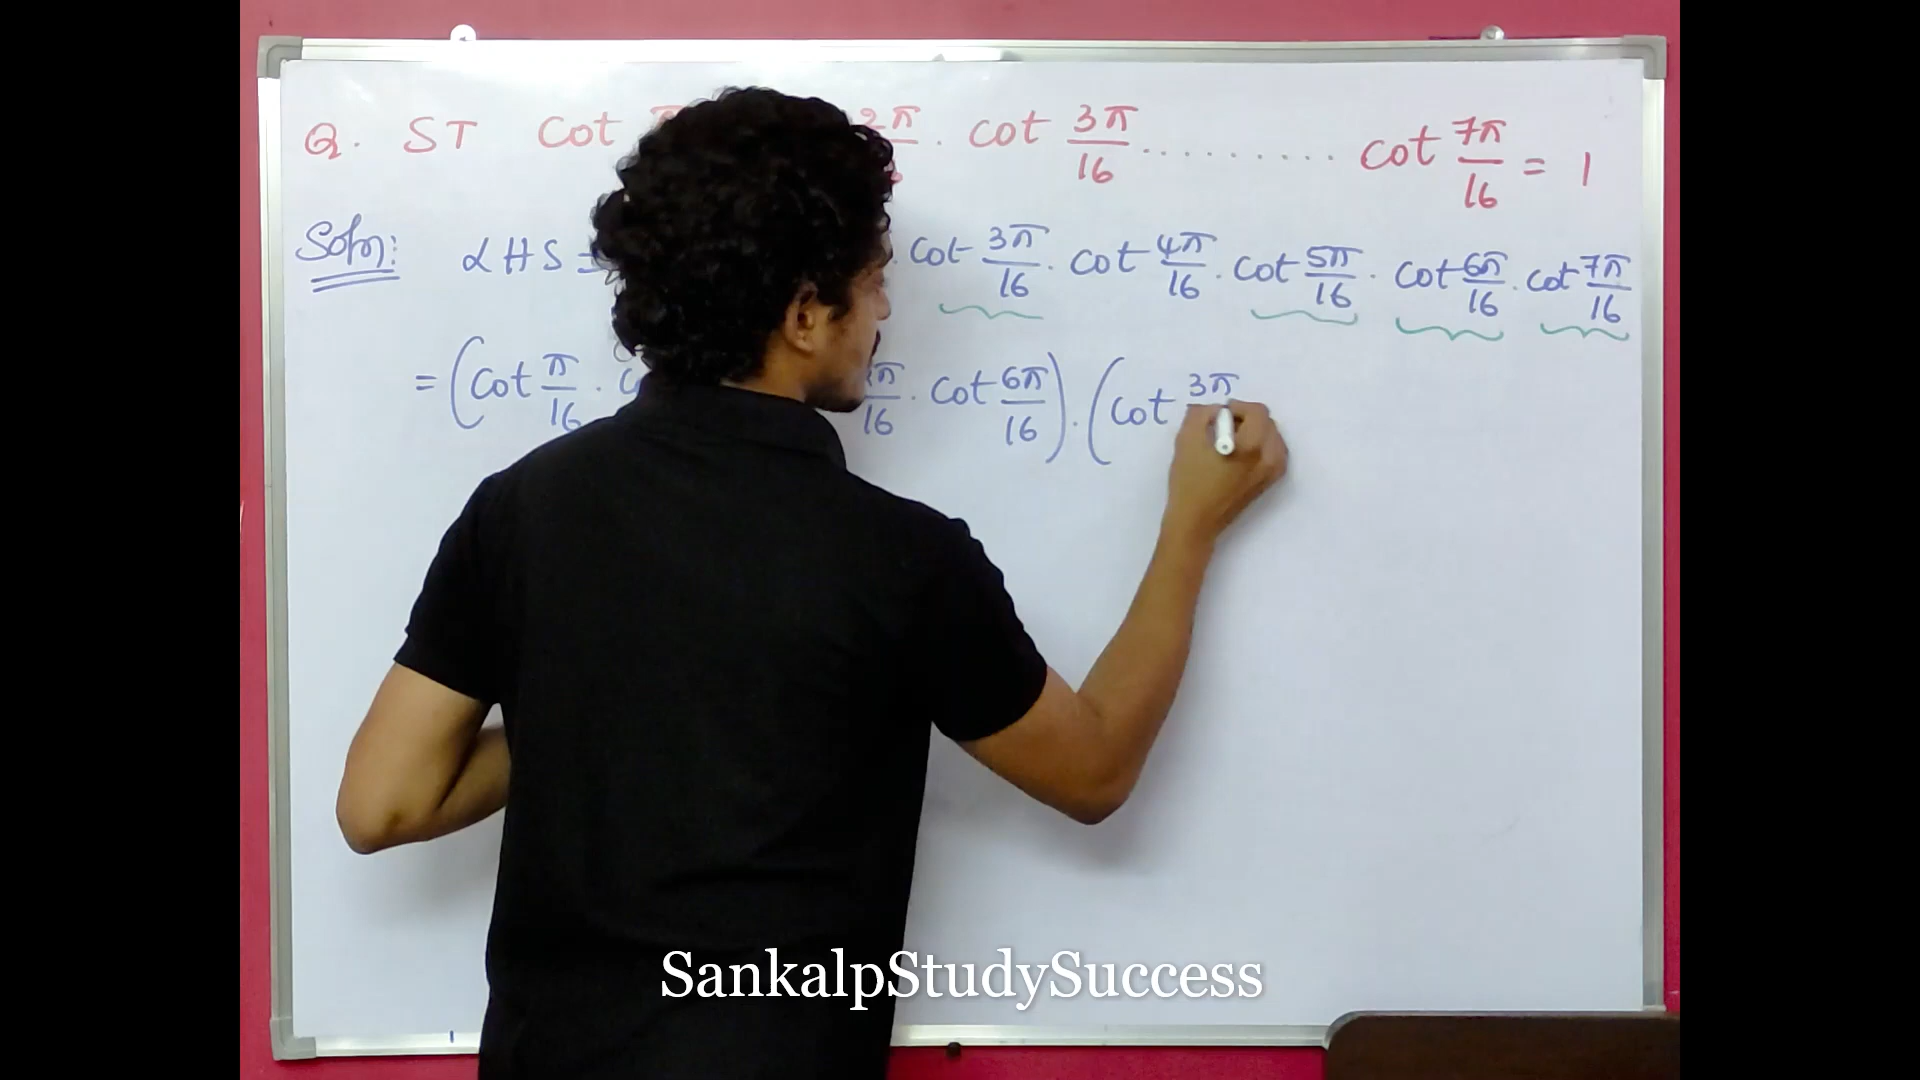 Q. ST cot 2π . cot 3π/16 ......... cot 7π/16 = 1
Soln: LHS = . cot 3π/16 . cot 4π/16 . cot 5π/16 . cot 6π/16 . cot 7π/16
= (cot π/16 . π/16 . cot 6π/16) . (cot 3π
SankalpStudySuccess